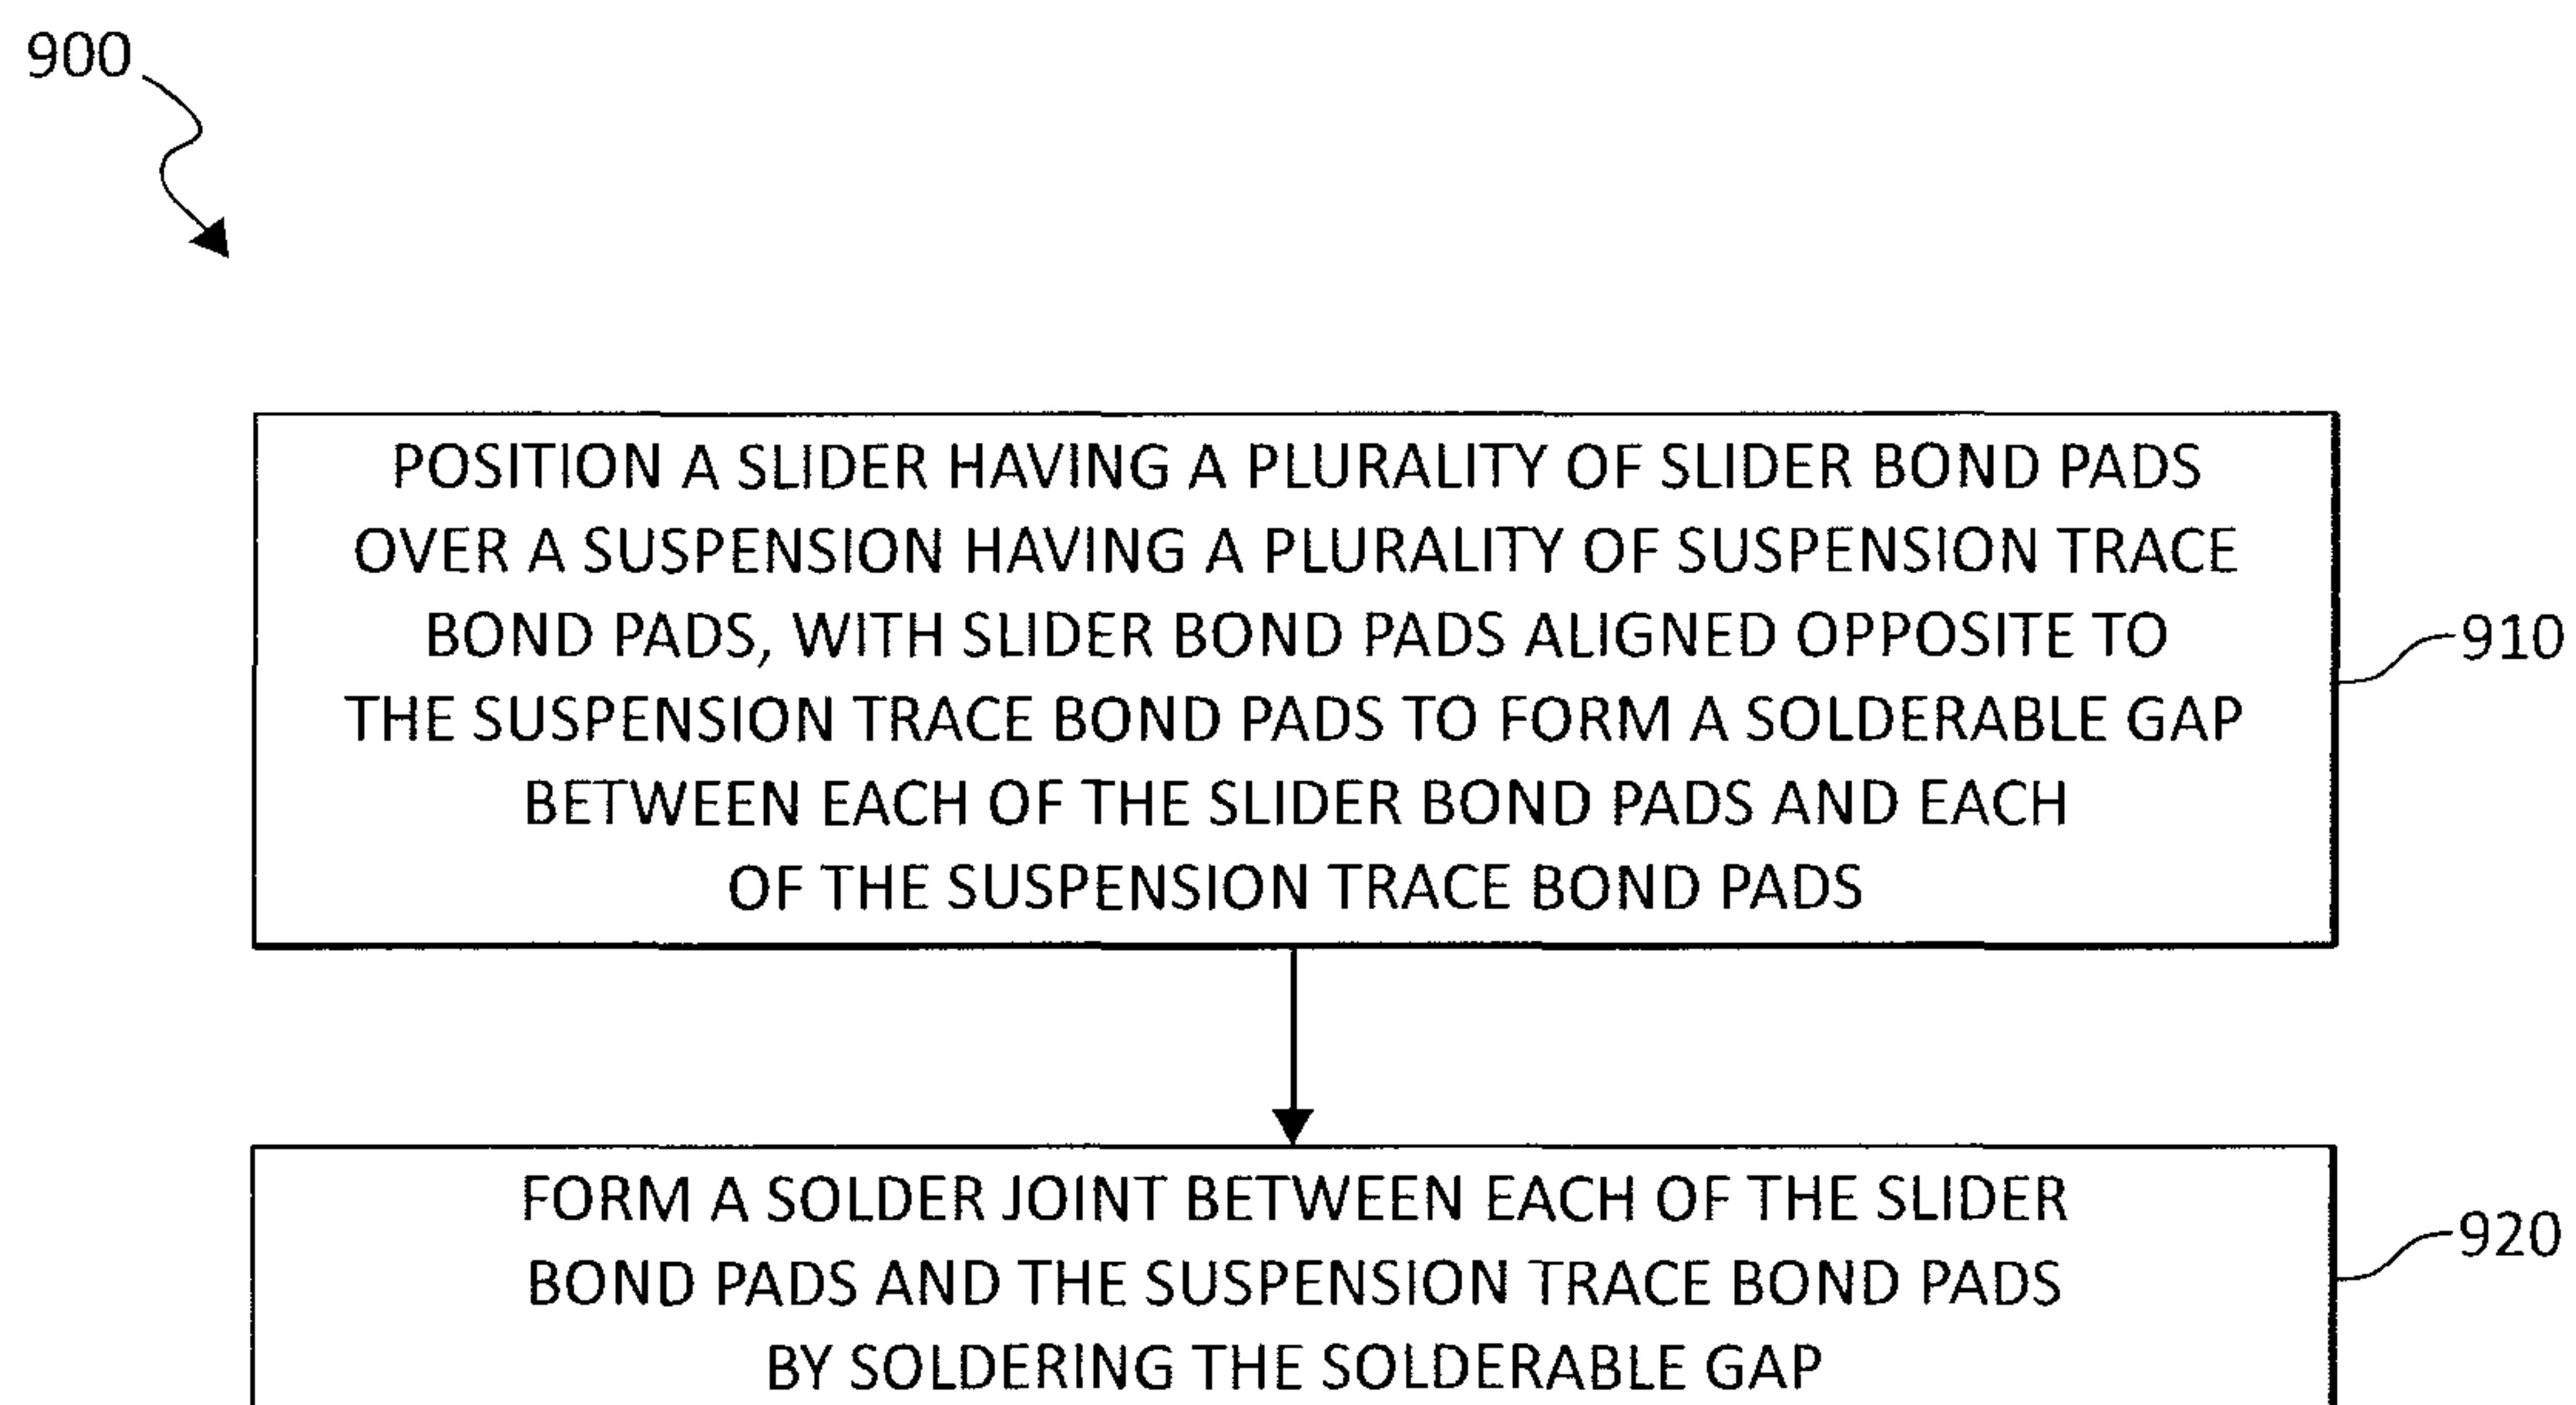 900
POSITION A SLIDER HAVING A PLURALITY OF SLIDER BOND PADS
OVER A SUSPENSION HAVING A PLURALITY OF SUSPENSION TRACE
BOND PADS, WITH SLIDER BOND PADS ALIGNED OPPOSITE TO
THE SUSPENSION TRACE BOND PADS TO FORM A SOLDERABLE GAP
BETWEEN EACH OF THE SLIDER BOND PADS AND EACH
OF THE SUSPENSION TRACE BOND PADS
910
FORM A SOLDER JOINT BETWEEN EACH OF THE SLIDER
BOND PADS AND THE SUSPENSION TRACE BOND PADS
BY SOLDERING THE SOLDERABLE GAP
920